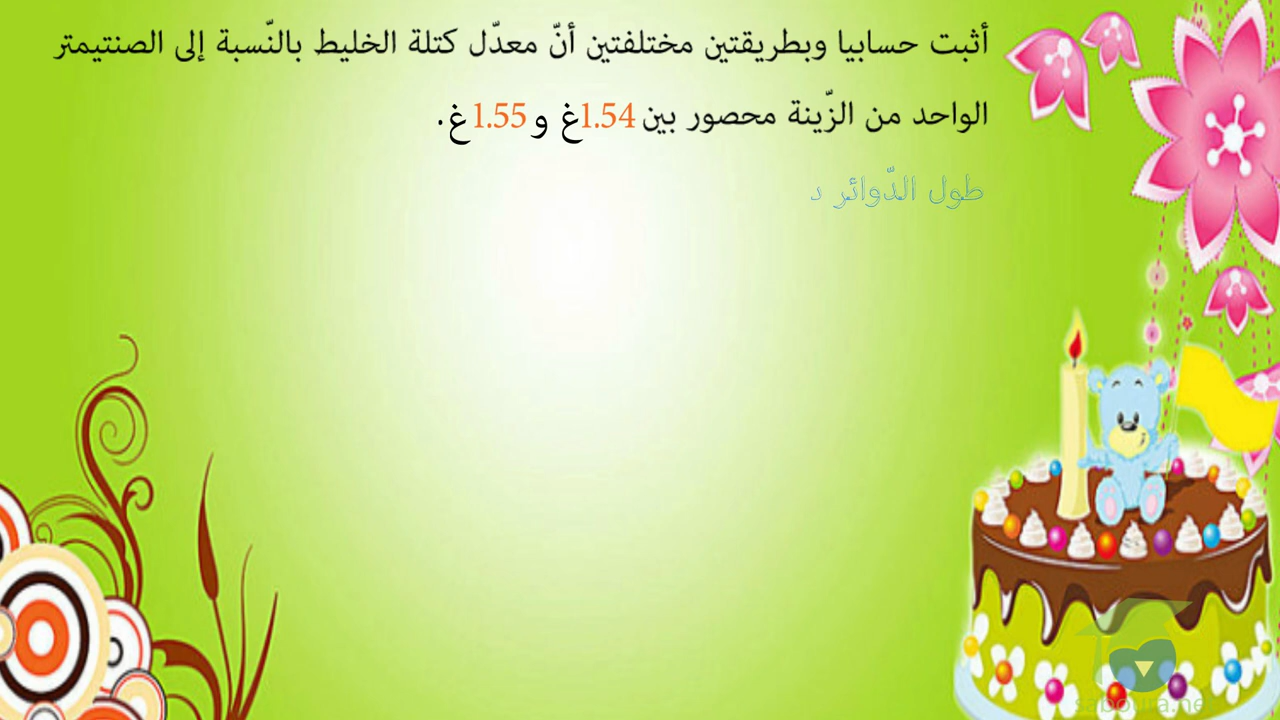 أثبت حسابيا وبطريقتين مختلفتين أنّ معدّل كتلة الخليط بالنّسبة إلى الصنتيمتر
الواحد من الزّينة محصور بين 1.54غ و 1.55غ.
طول الدّوائر د